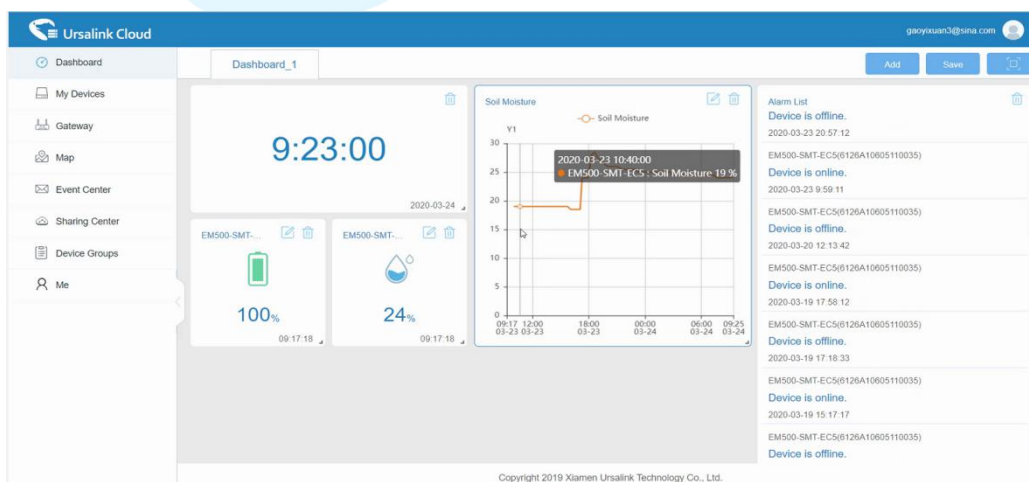 Ursalink Cloud
gaoyixuan3@sina.com
Dashboard
My Devices
Gateway
Map
Event Center
Sharing Center
Device Groups
Me
Dashboard_1
Add
Save
9:23:00
2020-03-24
EM500-SMT-...
100%
09:17:18
EM500-SMT-...
24%
09:17:18
Soil Moisture
Soil Moisture
Y1
30
25
20
15
10
5
0
2020-03-23 10:40:00
EM500-SMT-EC5 : Soil Moisture 19 %
09:17 12:00 18:00 00:00 06:00 09:25
03-23 03-23 03-23 03-24 03-24 03-24
Alarm List
Device is offline.
2020-03-23 20:57:12
EM500-SMT-EC5(6126A10605110035)
Device is online.
2020-03-23 9:59:11
EM500-SMT-EC5(6126A10605110035)
Device is offline.
2020-03-20 12:13:42
EM500-SMT-EC5(6126A10605110035)
Device is online.
2020-03-19 17:58:12
EM500-SMT-EC5(6126A10605110035)
Device is offline.
2020-03-19 17:18:33
EM500-SMT-EC5(6126A10605110035)
Device is online.
2020-03-19 15:17:17
EM500-SMT-EC5(6126A10605110035)
Device is offline.
Copyright 2019 Xiamen Ursalink Technology Co., Ltd.